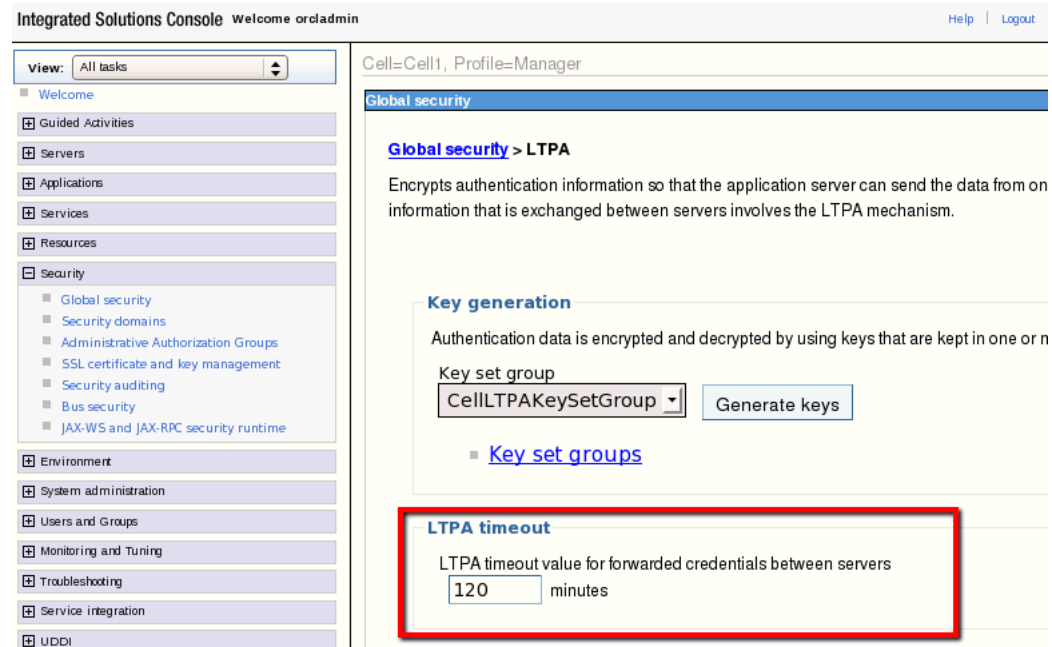 Integrated Solutions Console Welcome orcladmin
Help | Logout
View: All tasks
Welcome
Guided Activities
Servers
Applications
Services
Resources
Security
Global security
Security domains
Administrative Authorization Groups
SSL certificate and key management
Security auditing
Bus security
JAX-WS and JAX-RPC security runtime
Environment
System administration
Users and Groups
Monitoring and Tuning
Troubleshooting
Service integration
UDDI
Cell=Cell1, Profile=Manager
Global security
Global security > LTPA
Encrypts authentication information so that the application server can send the data from on
information that is exchanged between servers involves the LTPA mechanism.
Key generation
Authentication data is encrypted and decrypted by using keys that are kept in one or
Key set group
CellLTPAKeySetGroup
Generate keys
Key set groups
LTPA timeout
LTPA timeout value for forwarded credentials between servers
120 minutes